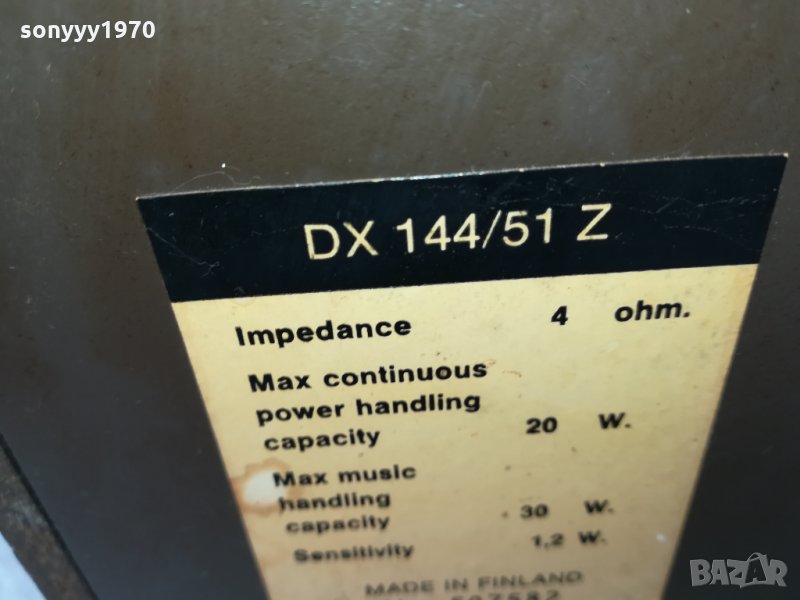 sonyyy1970
DX 144/51 Z
Impedance 4 ohm.
Max continuous
power handling
capacity 20 W.
Max music
handling
capacity 30 W.
Sensitivity 1,2 W.
MADE IN FINLAND
BAZAR